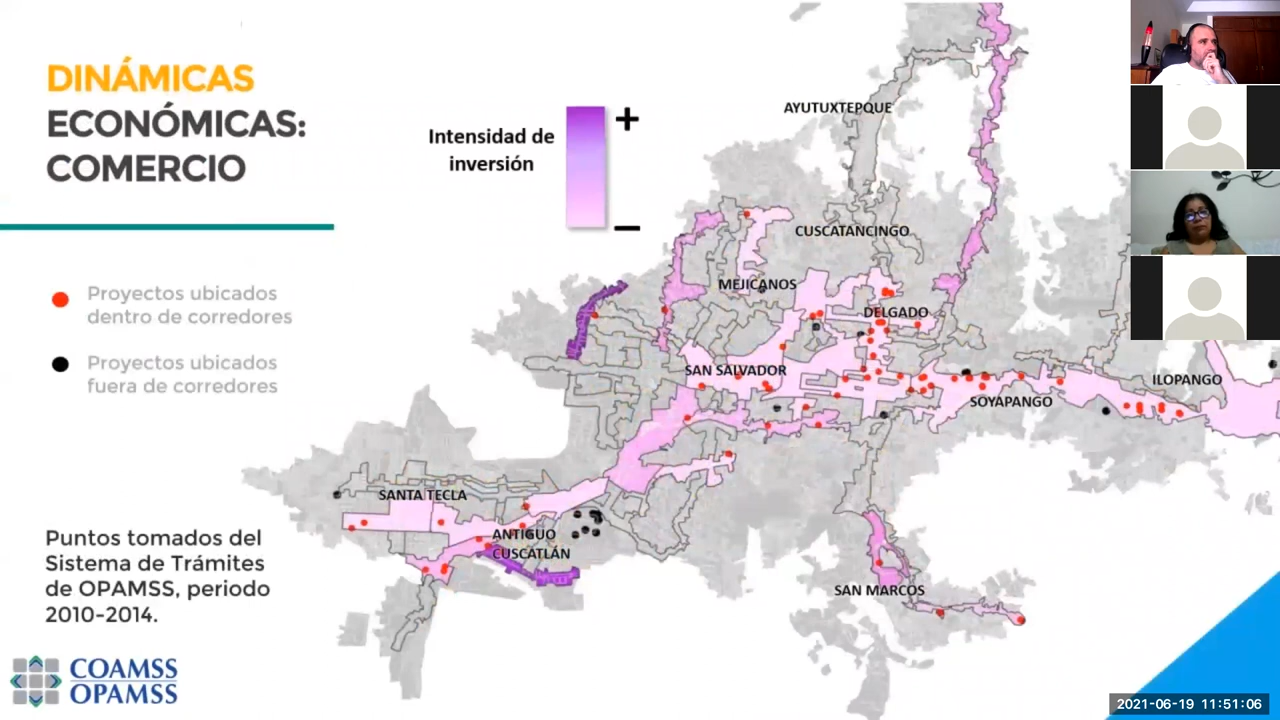 DINÁMICAS
ECONÓMICAS:
COMERCIO
Intensidad de
inversión
+
−
Proyectos ubicados
dentro de corredores
Proyectos ubicados
fuera de corredores
Puntos tomados del
Sistema de Trámites
de OPAMSS, periodo
2010-2014.
COAMSS
OPAMSS
AYUTUXTEPEQUE
CUSCATANCINGO
MEJICANOS
DELGADO
SAN SALVADOR
ILOPANGO
SOYAPANGO
SANTA TECLA
ANTIGUO
CUSCATLÁN
SAN MARCOS
2021-06-19 11:51:06